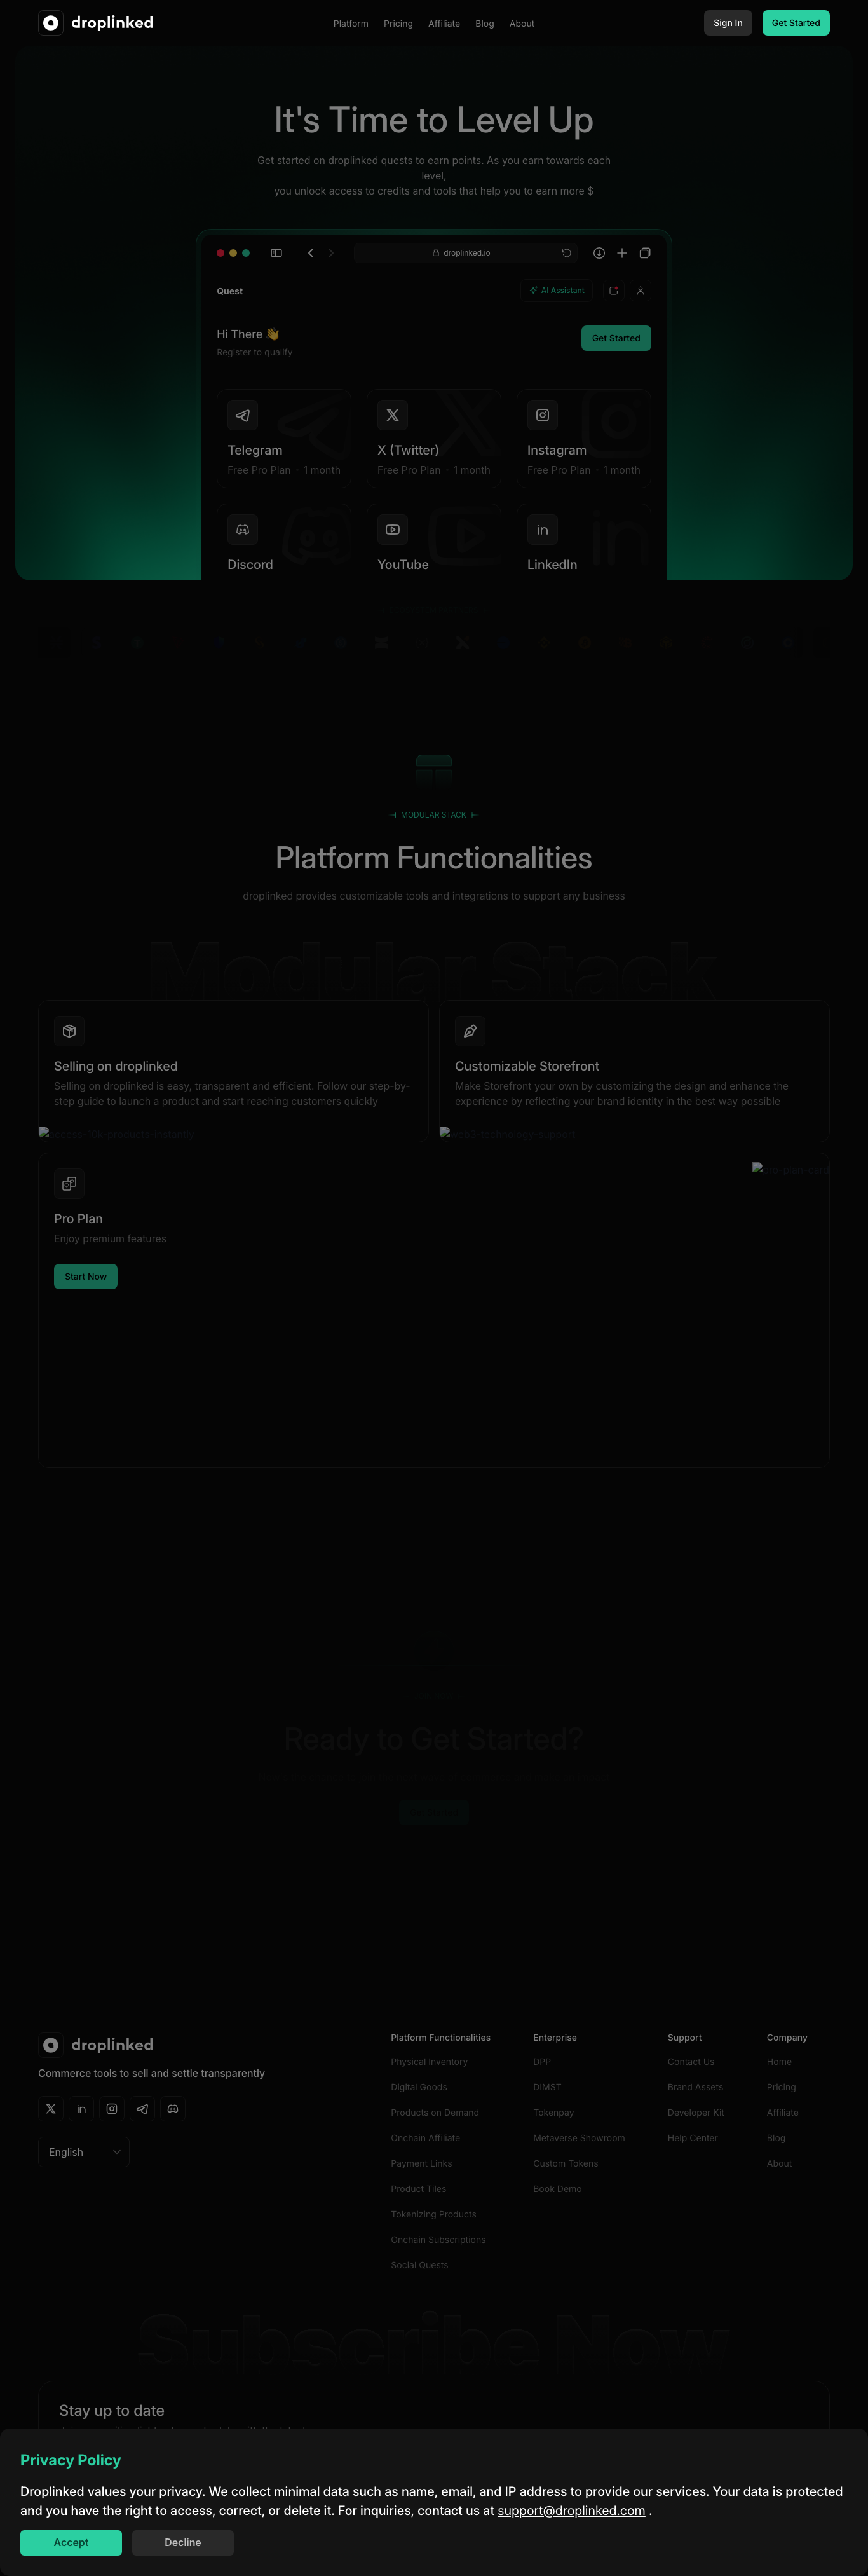 droplinked
Platform Pricing Affiliate Blog About
Sign In
Get Started
It's Time to Level Up
Get started on droplinked quests to earn points. As you earn towards each
level,
you unlock access to credits and tools that help you to earn more $
droplinked.io
Quest
AI Assistant
Hi There 👋
Register to qualify
Get Started
Telegram
Free Pro Plan · 1 month
X (Twitter)
Free Pro Plan · 1 month
Instagram
Free Pro Plan · 1 month
Discord
YouTube
LinkedIn
MODULAR STACK
Platform Functionalities
droplinked provides customizable tools and integrations to support any business
Modular Stack
Selling on droplinked
Selling on droplinked is easy, transparent and efficient. Follow our step-by-
step guide to launch a product and start reaching customers quickly
Customizable Storefront
Make Storefront your own by customizing the design and enhance the
experience by reflecting your brand identity in the best way possible
Pro Plan
Enjoy premium features
Start Now
Ready to Get Started?
droplinked
Commerce tools to sell and settle transparently
English
Platform Functionalities
Physical Inventory
Digital Goods
Products on Demand
Onchain Affiliate
Payment Links
Product Tiles
Tokenizing Products
Onchain Subscriptions
Social Quests
Enterprise
DPP
DIMST
Tokenpay
Metaverse Showroom
Custom Tokens
Book Demo
Support
Contact Us
Brand Assets
Developer Kit
Help Center
Company
Home
Pricing
Affiliate
Blog
About
Subscribe Now
Stay up to date
Privacy Policy
Droplinked values your privacy. We collect minimal data such as name, email, and IP address to provide our services. Your data is protected
and you have the right to access, correct, or delete it. For inquiries, contact us at support@droplinked.com .
Accept
Decline